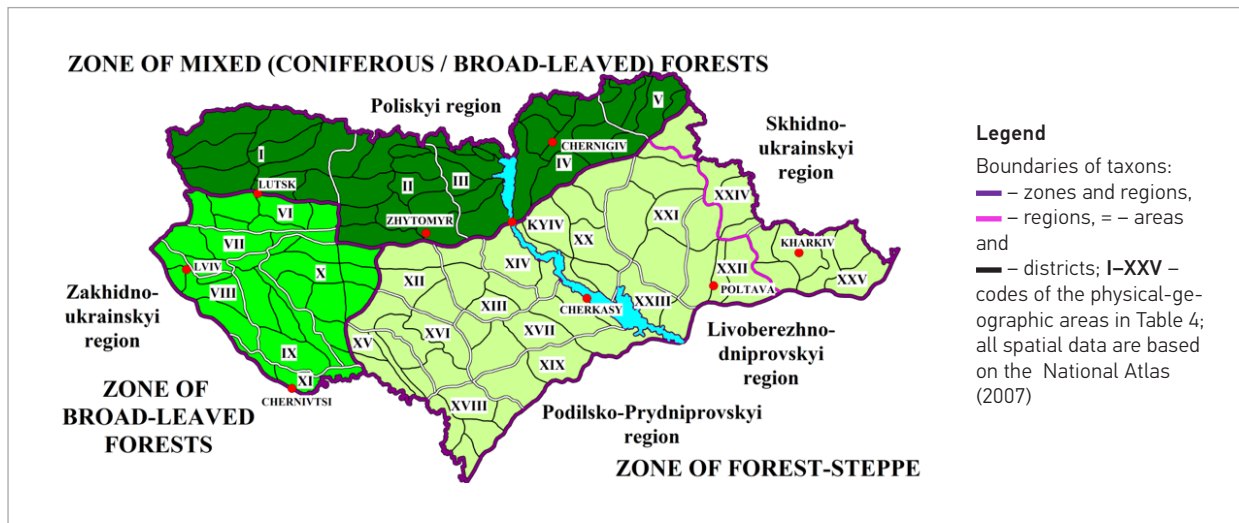 ZONE OF MIXED (CONIFEROUS / BROAD-LEAVED) FORESTS
Poliskyi region
V
Skhidno-
ukrainskyi
region
CHERNIGIV
I
IV
II
III
LUTSK
XXIV
VI
ZHYTOMYR
KYIV
XXI
VII
XX
KHARKIV
LVIV
X
XII
XIV
XXII
XXV
VIII
POLTAVA
Zakhidno-
ukrainskyi
region
XIII
CHERKASY
XXIII
XV
XVI
XVII
Livoberezhno-
dniprovskyi
region
IX
XIX
XI
ZONE OF
BROAD-LEAVED
FORESTS
CHERNIVTSI
XVIII
Podilsko-Prydniprovskyi
region
ZONE OF FOREST-STEPPE
Legend
Boundaries of taxons:
– zones and regions,
– regions, = – areas
and
– districts; I–XXV –
codes of the physical-ge-
ographic areas in Table 4;
all spatial data are based
on the National Atlas
(2007)